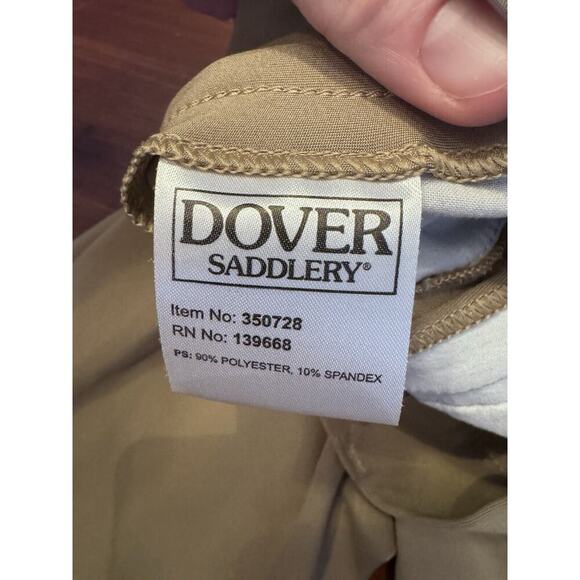 DOVER
SADDLERY®
Item No: 350728
RN No: 139668
PS: 90% POLYESTER, 10% SPANDEX